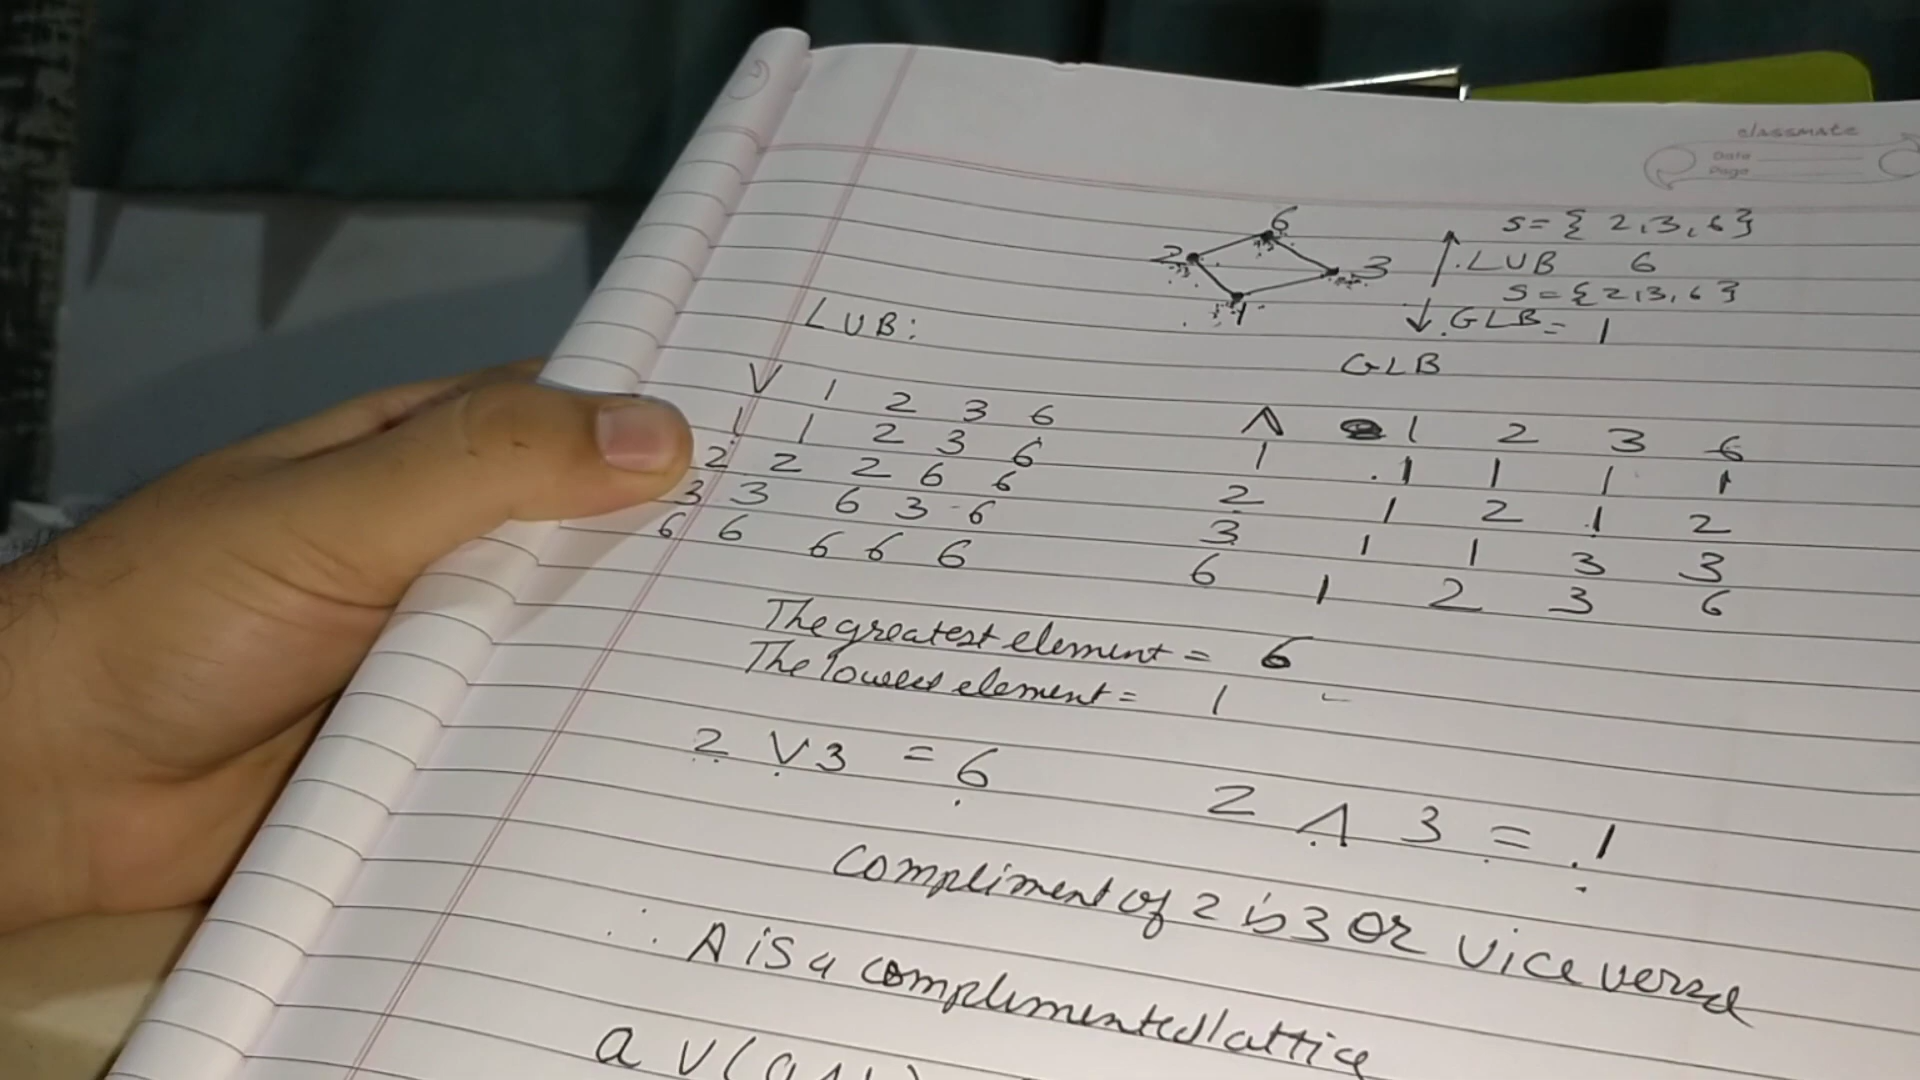 classmate
Date
Page
6
2 3
1
S = { 2, 3, 6 }
LUB 6
S = { 2, 3, 6 }
GLB = 1
LUB:
V 1 2 3 6
1 1 2 3 6
2 2 2 6 6
3 3 6 3 6
6 6 6 6 6
GLB
Λ 1 2 3 6
1 1 1 1 1
2 1 2 1 2
3 1 1 3 3
6 1 2 3 6
The greatest element = 6
The element = 1
2 V 3 = 6 2 Λ 3 = 1
Compliment of 2 is 3 or vice versa
∴ A is a complimented lattice
a V (a